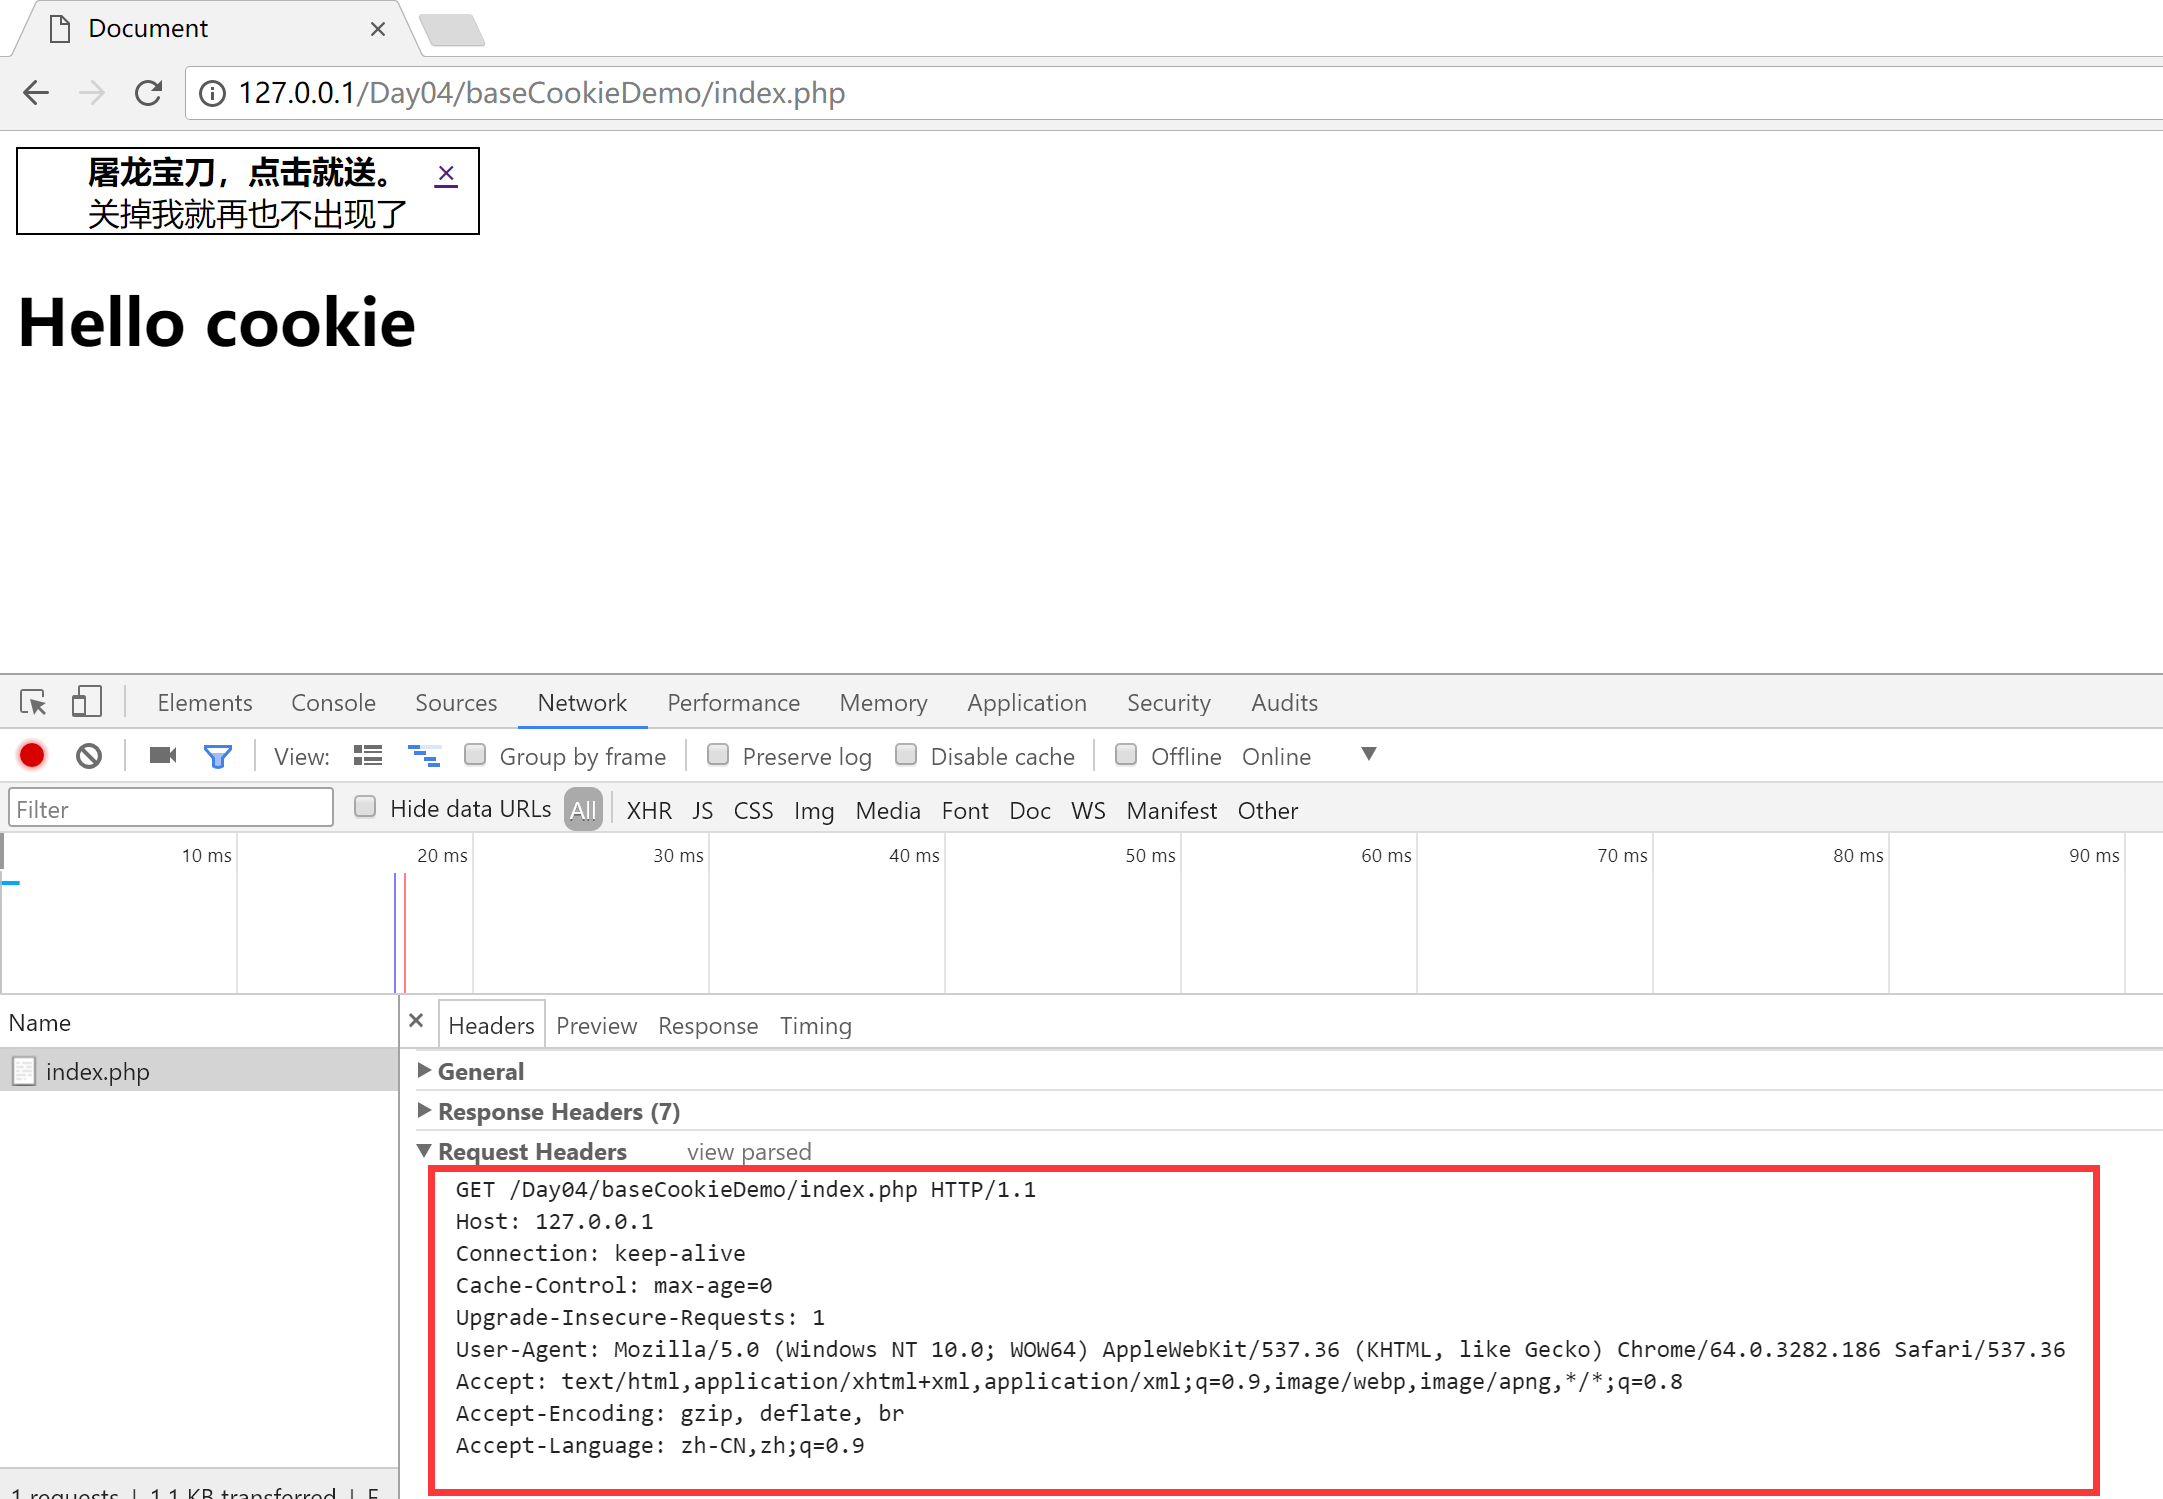 Document
127.0.0.1/Day04/baseCookieDemo/index.php
屠龙宝刀，点击就送。 ×
关掉我就再也不出现了
Hello cookie
Elements Console Sources Network Performance Memory Application Security Audits
View: Group by frame Preserve log Disable cache Offline Online
Filter Hide data URLs All XHR JS CSS Img Media Font Doc WS Manifest Other
10 ms 20 ms 30 ms 40 ms 50 ms 60 ms 70 ms 80 ms 90 ms
Name
Headers Preview Response Timing
index.php
General
Response Headers (7)
Request Headers view parsed
GET /Day04/baseCookieDemo/index.php HTTP/1.1
Host: 127.0.0.1
Connection: keep-alive
Cache-Control: max-age=0
Upgrade-Insecure-Requests: 1
User-Agent: Mozilla/5.0 (Windows NT 10.0; WOW64) AppleWebKit/537.36 (KHTML, like Gecko) Chrome/64.0.3282.186 Safari/537.36
Accept: text/html,application/xhtml+xml,application/xml;q=0.9,image/webp,image/apng,*/*;q=0.8
Accept-Encoding: gzip, deflate, br
Accept-Language: zh-CN,zh;q=0.9
1 requests | 1.1 KB transferred |